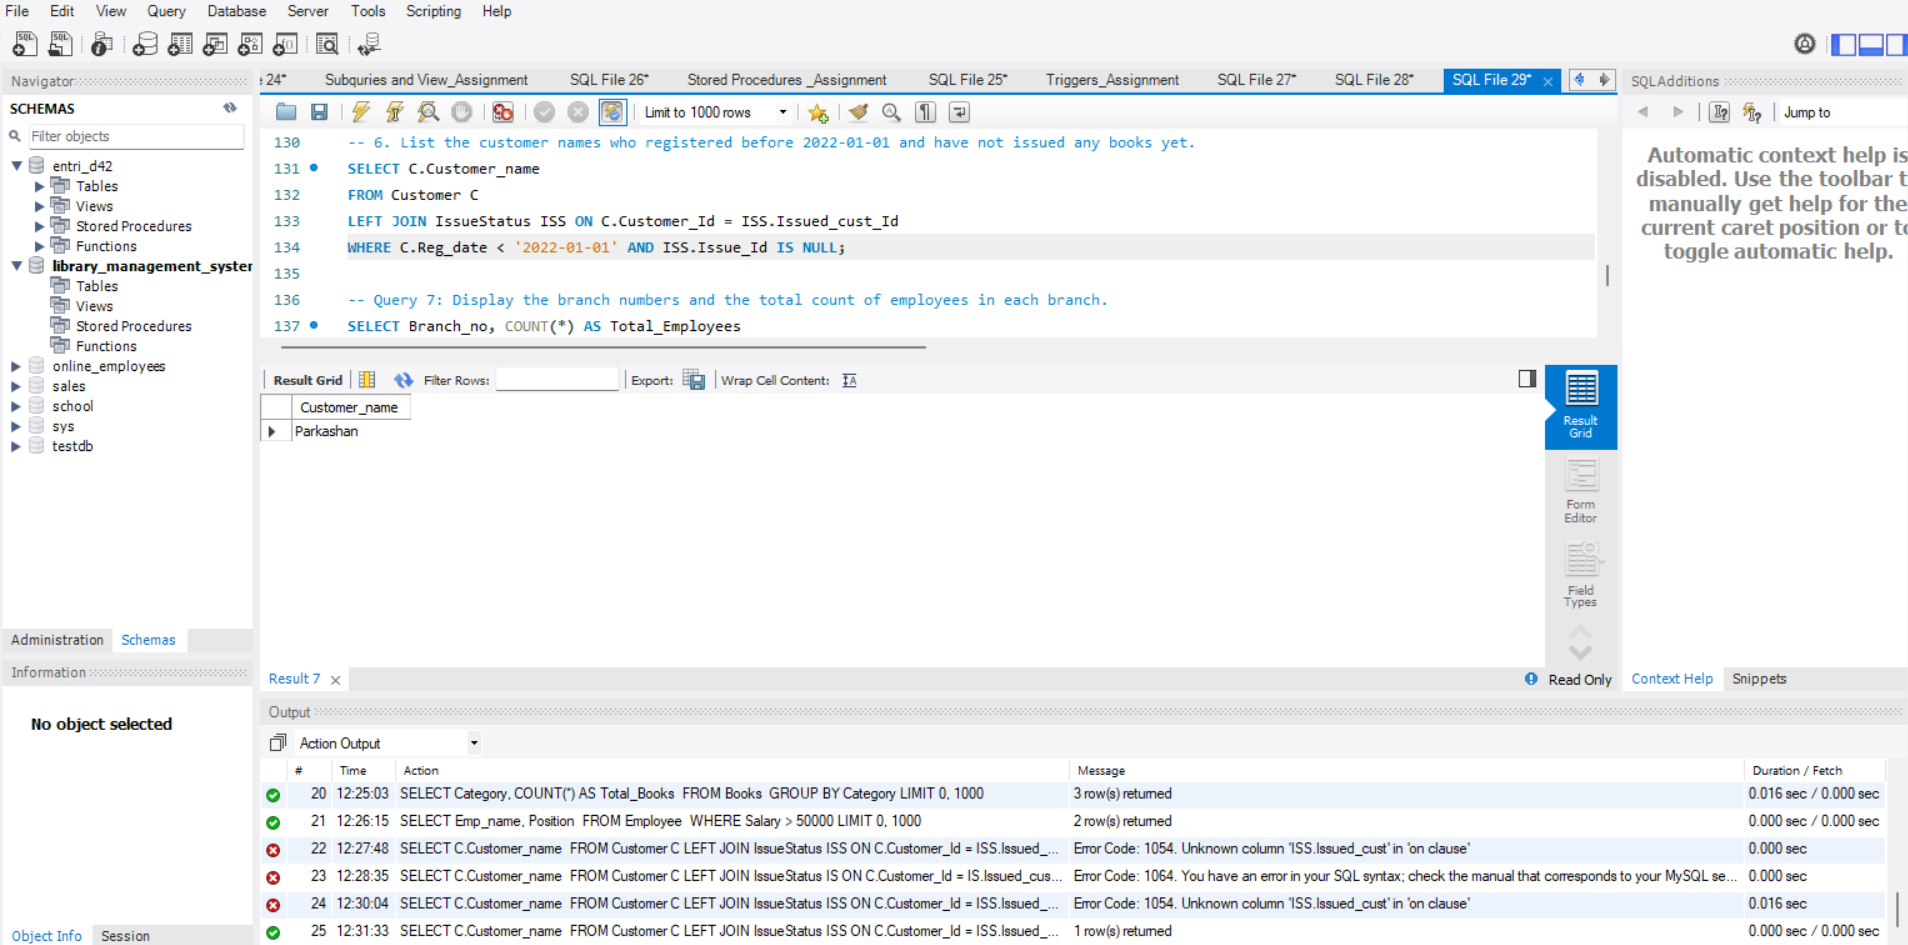 File Edit View Query Database Server Tools Scripting Help
Navigator
SCHEMAS
Filter objects
entri_d42
Tables
Views
Stored Procedures
Functions
library_management_syster
Tables
Views
Stored Procedures
Functions
online_employees
sales
school
sys
testdb
Administration Schemas
Information
No object selected
Object Info Session
24* Subquries and View_Assignment SQL File 26* Stored Procedures _Assignment SQL File 25* Triggers_Assignment SQL File 27* SQL File 28* SQL File 29*
Limit to 1000 rows
130 -- 6. List the customer names who registered before 2022-01-01 and have not issued any books yet.
131 SELECT C.Customer_name
132 FROM Customer C
133 LEFT JOIN IssueStatus ISS ON C.Customer_Id = ISS.Issued_cust_Id
134 WHERE C.Reg_date < '2022-01-01' AND ISS.Issue_Id IS NULL;
135
136 -- Query 7: Display the branch numbers and the total count of employees in each branch.
137 SELECT Branch_no, COUNT(*) AS Total_Employees
Result Grid Filter Rows: Export: Wrap Cell Content:
Customer_name
Parkashan
Result
Grid
Form
Editor
Field
Types
Result 7 Read Only
SQLAdditions
Jump to
Automatic context help is
disabled. Use the toolbar t
manually get help for the
current caret position or to
toggle automatic help.
Context Help Snippets
Output
Action Output
# Time Action Message Duration / Fetch
20 12:25:03 SELECT Category, COUNT(*) AS Total_Books FROM Books GROUP BY Category LIMIT 0, 1000 3 row(s) returned 0.016 sec / 0.000 sec
21 12:26:15 SELECT Emp_name, Position FROM Employee WHERE Salary > 50000 LIMIT 0, 1000 2 row(s) returned 0.000 sec / 0.000 sec
22 12:27:48 SELECT C.Customer_name FROM Customer C LEFT JOIN IssueStatus ISS ON C.Customer_Id = ISS.Issued_... Error Code: 1054. Unknown column 'ISS.Issued_cust' in 'on clause' 0.000 sec
23 12:28:35 SELECT C.Customer_name FROM Customer C LEFT JOIN IssueStatus IS ON C.Customer_Id = IS.Issued_cus... Error Code: 1064. You have an error in your SQL syntax; check the manual that corresponds to your MySQL se... 0.000 sec
24 12:30:04 SELECT C.Customer_name FROM Customer C LEFT JOIN IssueStatus ISS ON C.Customer_Id = ISS.Issued_... Error Code: 1054. Unknown column 'ISS.Issued_cust' in 'on clause' 0.016 sec
25 12:31:33 SELECT C.Customer_name FROM Customer C LEFT JOIN IssueStatus ISS ON C.Customer_Id = ISS.Issued_... 1 row(s) returned 0.000 sec / 0.000 sec